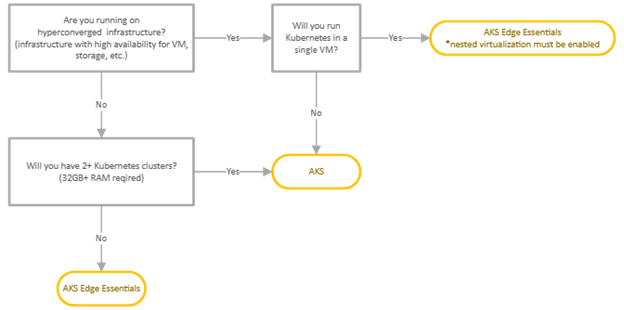 Are you running on
hyperconverged infrastructure?
(infrastructure with high availability for VM,
storage, etc.)
Yes
Will you run
Kubernetes in a
single VM?
Yes
AKS Edge Essentials
*nested virtualization must be enabled
No
No
Will you have 2+ Kubernetes clusters?
(32GB+ RAM reqired)
Yes
AKS
No
AKS Edge Essentials